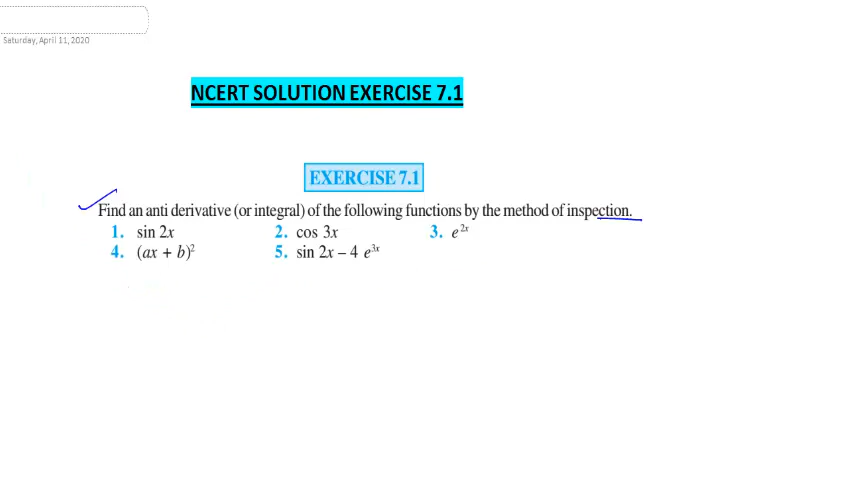 Saturday, April 11, 2020
NCERT SOLUTION EXERCISE 7.1
EXERCISE 7.1
Find an anti derivative (or integral) of the following functions by the method of inspection.
1. sin 2x 2. cos 3x 3. e²ˣ
4. (ax + b)² 5. sin 2x – 4 e³ˣ